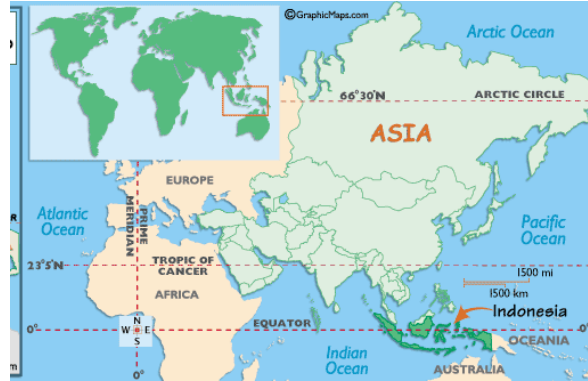 ©GraphicMaps.com
Arctic Ocean
66°30'N
ARCTIC CIRCLE
ASIA
EUROPE
Atlantic
Ocean
PRIME
MERIDIAN
Pacific
Ocean
23°5'N
TROPIC OF
CANCER
AFRICA
1500 mi
1500 km
Indonesia
N
W E
S
0°
EQUATOR
0°
OCEANIA
Indian
Ocean
AUSTRALIA
0°